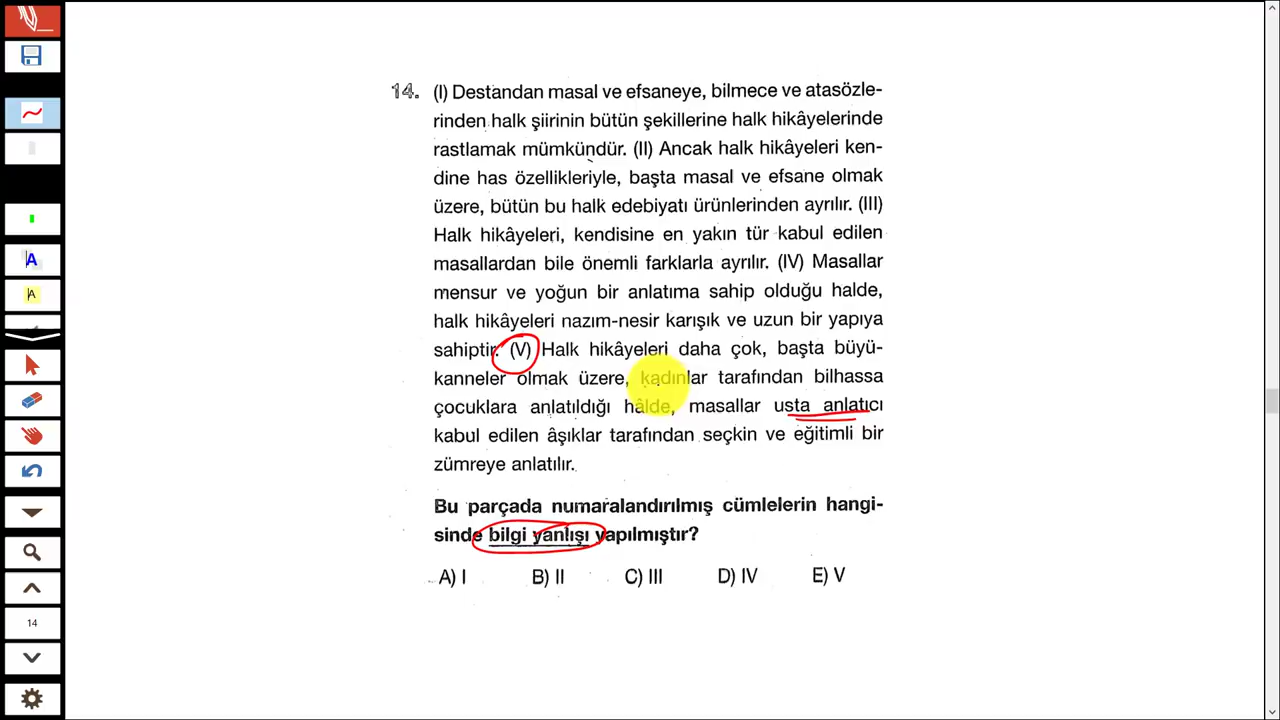 14. (I) Destandan masal ve efsaneye, bilmece ve atasözle-
rinden halk şiirinin bütün şekillerine halk hikâyelerinde
rastlamak mümkündür. (II) Ancak halk hikâyeleri ken-
dine has özellikleriyle, başta masal ve efsane olmak
üzere, bütün bu halk edebiyatı ürünlerinden ayrılır. (III)
Halk hikâyeleri, kendisine en yakın tür kabul edilen
masallardan bile önemli farklarla ayrılır. (IV) Masallar
mensur ve yoğun bir anlatıma sahip olduğu halde,
halk hikâyeleri nazım-nesir karışık ve uzun bir yapıya
sahiptir. (V) Halk hikâyeleri daha çok, başta büyü-
kanneler olmak üzere, kadınlar tarafından bilhassa
çocuklara anlatıldığı hâlde, masallar usta anlatıcı
kabul edilen âşıklar tarafından seçkin ve eğitimli bir
zümreye anlatılır.
Bu parçada numaralandırılmış cümlelerin hangi-
sinde bilgi yanlışı yapılmıştır?
A) I B) II C) III D) IV E) V
A
A
14